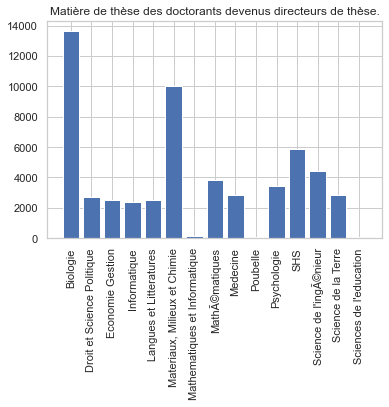 Matière de thèse des doctorants devenus directeurs de thèse.
14000
12000
10000
8000
6000
4000
2000
0
Biologie
Droit et Science Politique
Economie Gestion
Informatique
Langues et Litteratures
Materiaux, Milieux et Chimie
Mathematiques et Informatique
MathÃ©matiques
Medecine
Poubelle
Psychologie
SHS
Science de l'ingÃ©nieur
Science de la Terre
Sciences de l'education